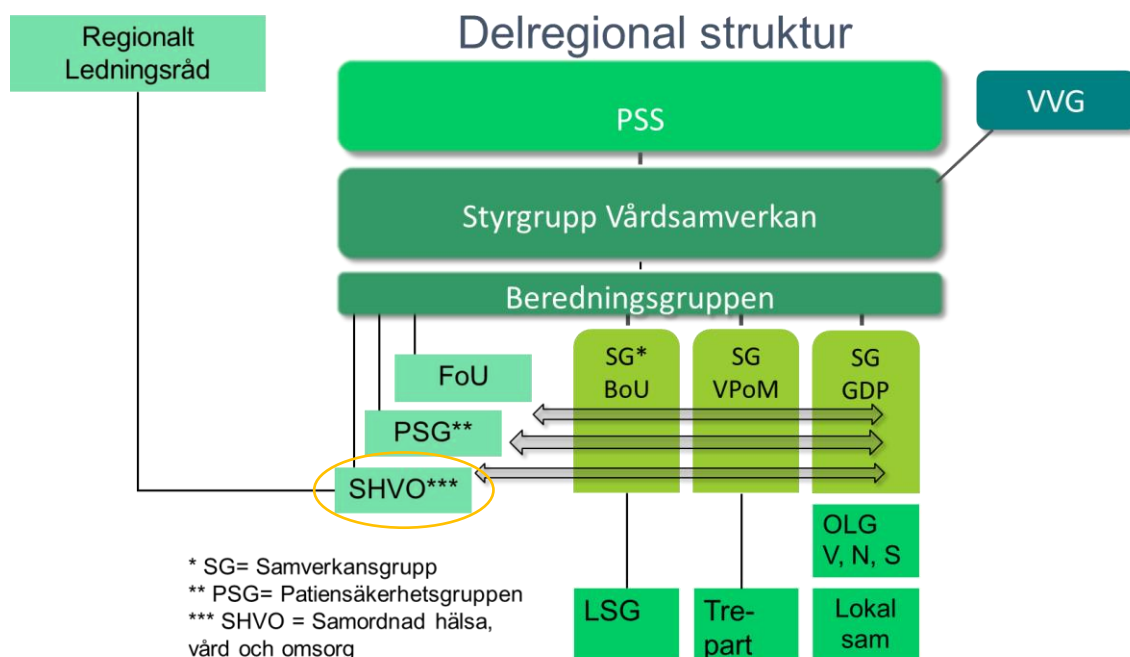 Delregional struktur
Regionalt
Ledningsråd
PSS
VVG
Styrgrupp Vårdsamverkan
Beredningsgruppen
FoU
PSG**
SHVO***
SG*
BoU
SG
VPoM
SG
GDP
OLG
V, N, S
LSG
Tre-
part
Lokal
sam
* SG= Samverkansgrupp
** PSG= Patiensäkerhetsgruppen
*** SHVO = Samordnad hälsa,
vård och omsorg